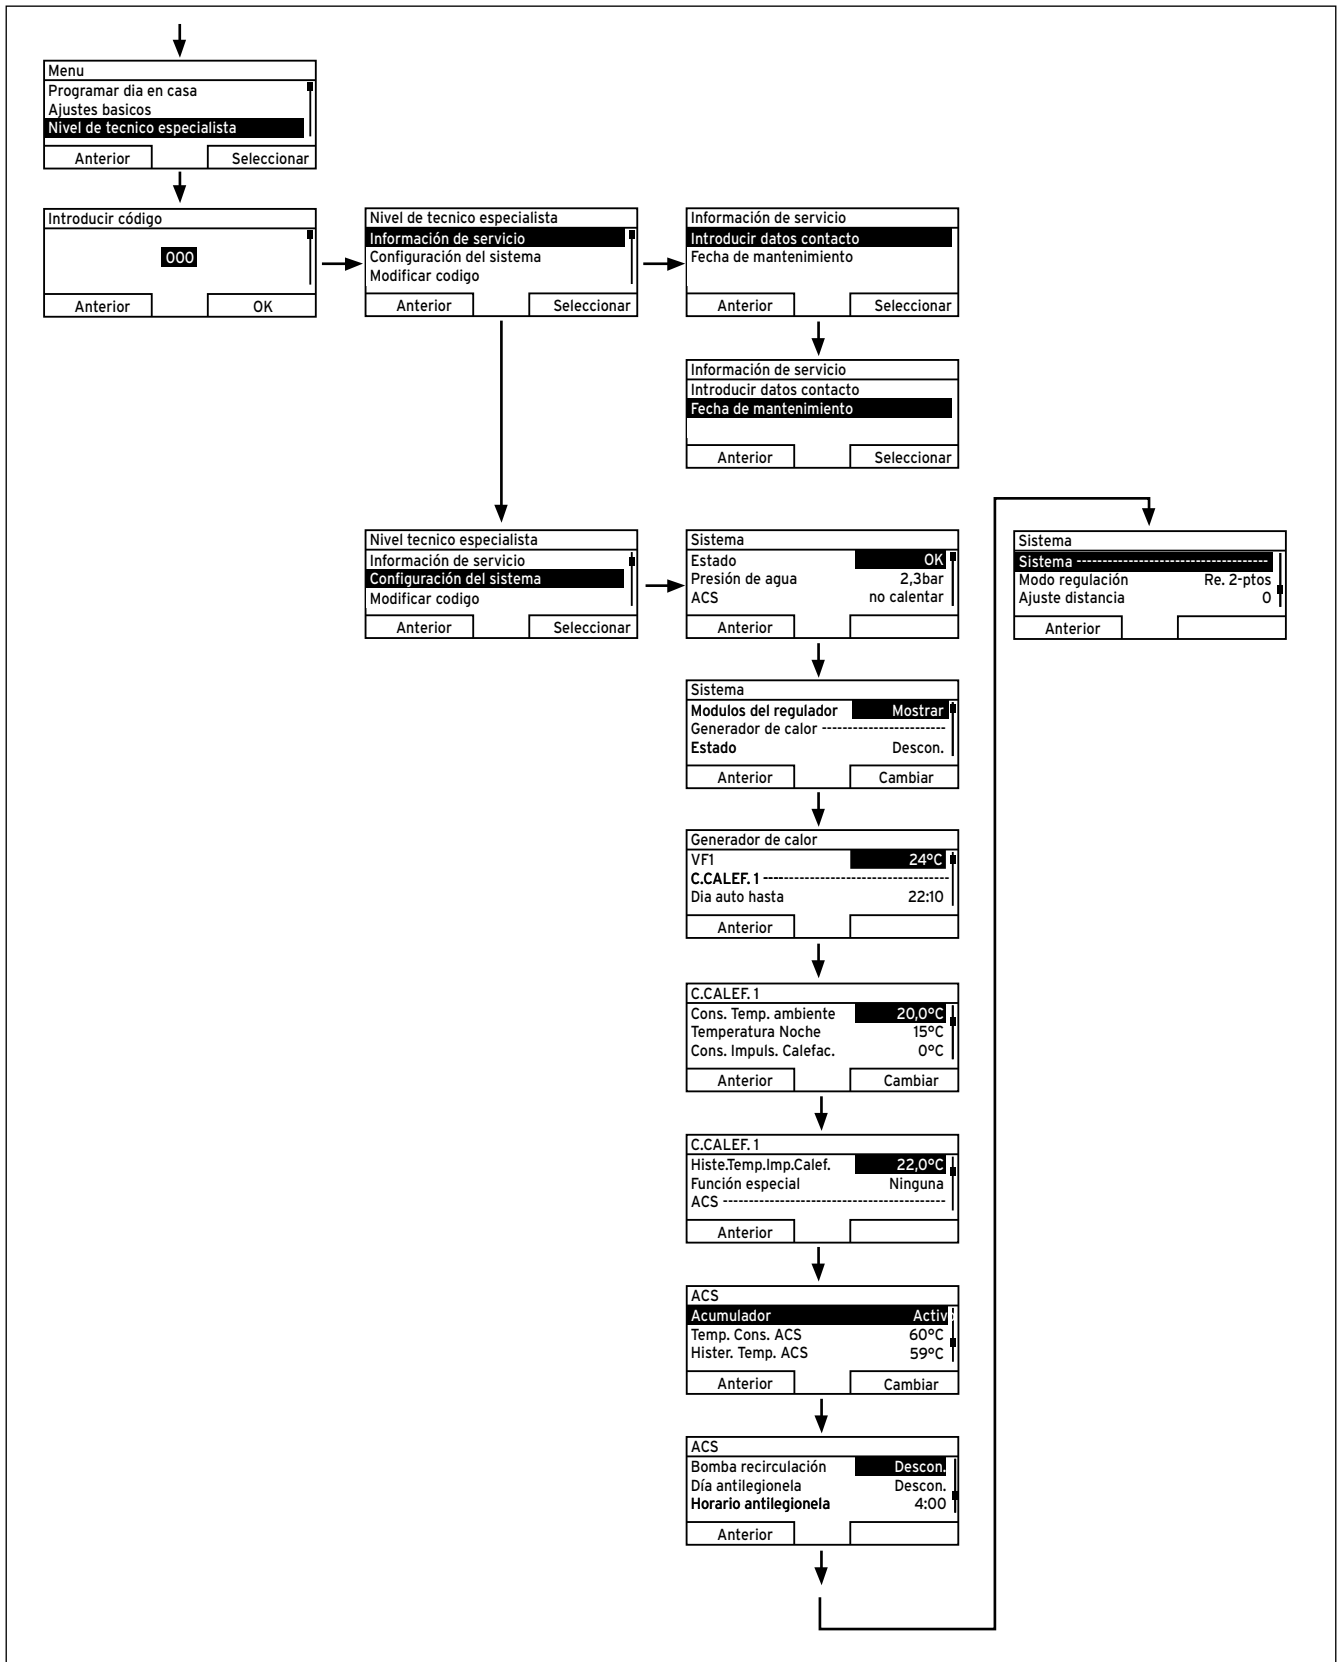 Menu
Programar dia en casa
Ajustes basicos
Nivel de tecnico especialista
Anterior Seleccionar
Introducir código
000
Anterior OK
Nivel de tecnico especialista
Información de servicio
Configuración del sistema
Modificar codigo
Anterior Seleccionar
Información de servicio
Introducir datos contacto
Fecha de mantenimiento
Anterior Seleccionar
Información de servicio
Introducir datos contacto
Fecha de mantenimiento
Anterior Seleccionar
Nivel tecnico especialista
Información de servicio
Configuración del sistema
Modificar codigo
Anterior Seleccionar
Sistema
Estado OK
Presión de agua 2,3bar
ACS no calentar
Anterior
Sistema
Modulos del regulador Mostrar
Generador de calor ------------------------
Estado Descon.
Anterior Cambiar
Generador de calor
VF1 24°C
C.CALEF. 1 ------------------------------------
Dia auto hasta 22:10
Anterior
C.CALEF. 1
Cons. Temp. ambiente 20,0°C
Temperatura Noche 15°C
Cons. Impuls. Calefac. 0°C
Anterior Cambiar
C.CALEF. 1
Histe.Temp.Imp.Calef. 22,0°C
Función especial Ninguna
ACS -------------------------------------------
Anterior
ACS
Acumulador Activo
Temp. Cons. ACS 60°C
Hister. Temp. ACS 59°C
Anterior Cambiar
ACS
Bomba recirculación Descon.
Día antilegionela Descon.
Horario antilegionela 4:00
Anterior
Sistema
Sistema -------------------------------------
Modo regulación Re. 2-ptos
Ajuste distancia 0
Anterior